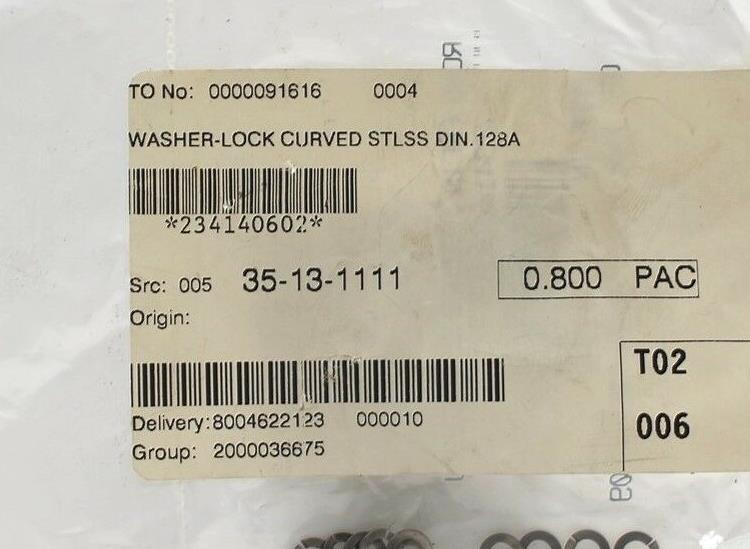 TO No: 0000091616 0004
WASHER-LOCK CURVED STLSS DIN.128A
*234140602*
Src: 005 35-13-1111 0.800 PAC
Origin:
T02
Delivery:8004622123 000010
006
Group: 2000036675